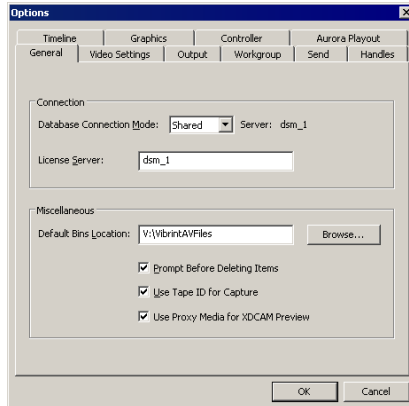 Options
Timeline Graphics Controller Aurora Playout
General Video Settings Output Workgroup Send Handles
Connection
Database Connection Mode: Shared Server: dsm_1
License Server: dsm_1
Miscellaneous
Default Bins Location: V:\VibrintAVFiles Browse...
Prompt Before Deleting Items
Use Tape ID for Capture
Use Proxy Media for XDCAM Preview
OK Cancel